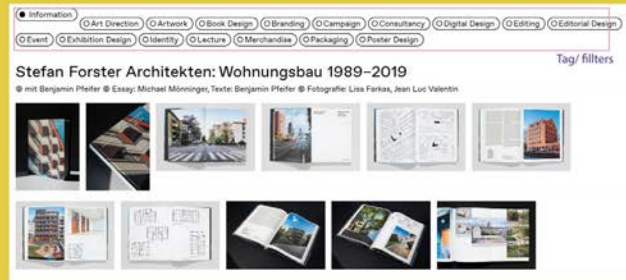 Information
Art Direction Artwork Book Design Branding Campaign Consultancy Digital Design Editing Editorial Design
Event Exhibition Design Identity Lecture Merchandise Packaging Poster Design
Tag/ fillters
Stefan Forster Architekten: Wohnungsbau 1989–2019
mit Benjamin Pfeifer Essay: Michael Mönninger, Texte: Benjamin Pfeifer Fotografie: Lisa Farkas, Jean Luc Valentin